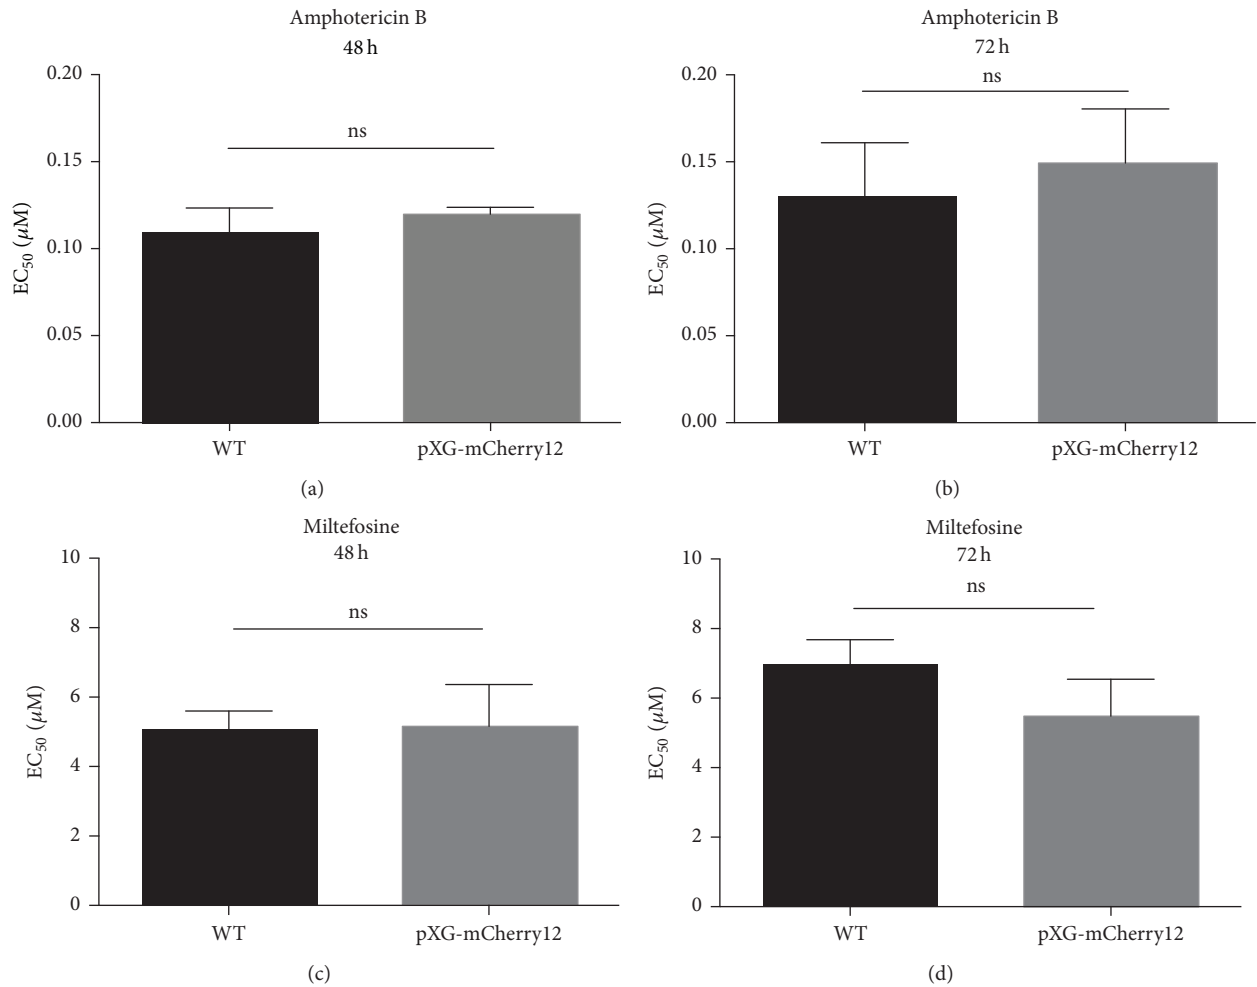 Amphotericin B
48 h
0.20
0.15
0.10
0.05
0.00
EC50 (µM)
ns
WT
pXG-mCherry12
(a)
Amphotericin B
72 h
0.20
0.15
0.10
0.05
0.00
EC50 (µM)
ns
WT
pXG-mCherry12
(b)
Miltefosine
48 h
10
8
6
4
2
0
EC50 (µM)
ns
WT
pXG-mCherry12
(c)
Miltefosine
72 h
10
8
6
4
2
0
EC50 (µM)
ns
WT
pXG-mCherry12
(d)